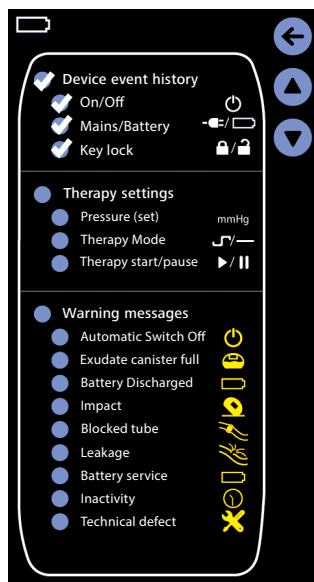 Device event history
On/Off
Mains/Battery
Key lock
Therapy settings
Pressure (set) mmHg
Therapy Mode
Therapy start/pause
Warning messages
Automatic Switch Off
Exudate canister full
Battery Discharged
Impact
Blocked tube
Leakage
Battery service
Inactivity
Technical defect